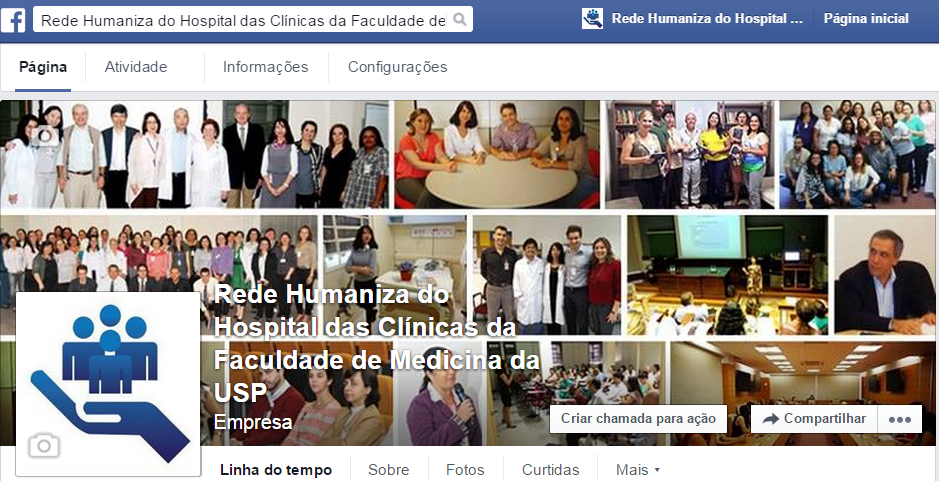 Rede Humaniza do Hospital das Clínicas da Faculdade de
Rede Humaniza do Hospital ...
Página inicial
Página
Atividade
Informações
Configurações
Rede Humaniza do
Hospital das Clínicas da
Faculdade de Medicina da
USP
Empresa
Criar chamada para ação
Compartilhar
Linha do tempo
Sobre
Fotos
Curtidas
Mais